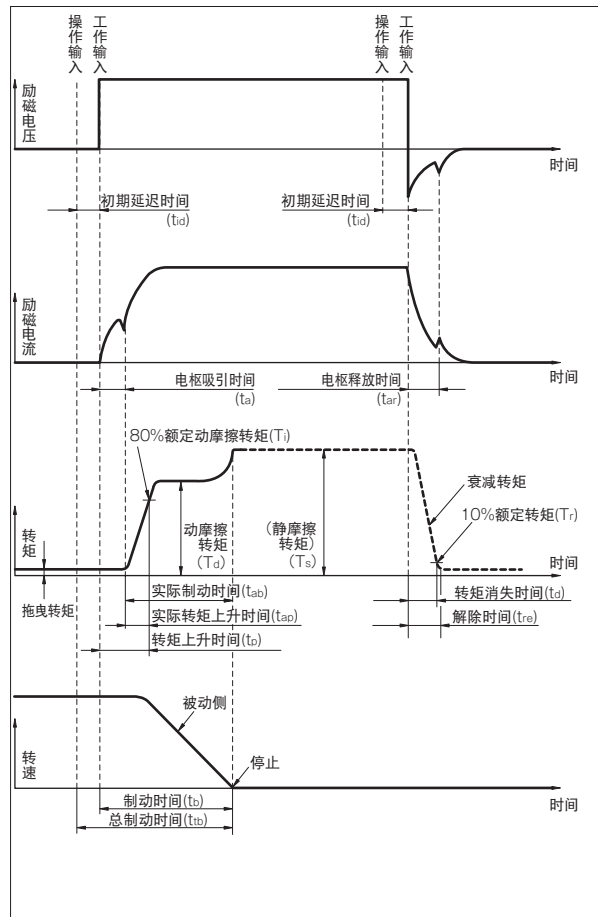 操作输入
工作输入
操作输入
工作输入
励磁电压
时间
初期延迟时间
(tid)
初期延迟时间
(tid)
励磁电流
时间
电枢吸引时间
(ta)
电枢释放时间
(tar)
80%额定动摩擦转矩(Ti)
转矩
动摩擦
转矩
(Td)
(静摩擦
转矩)
(Ts)
衰减转矩
10%额定转矩(Tr)
时间
拖曳转矩
实际制动时间(tab)
实际转矩上升时间(tap)
转矩上升时间(tp)
转矩消失时间(td)
解除时间(tre)
被动侧
转速
停止
时间
制动时间(tb)
总制动时间(ttb)